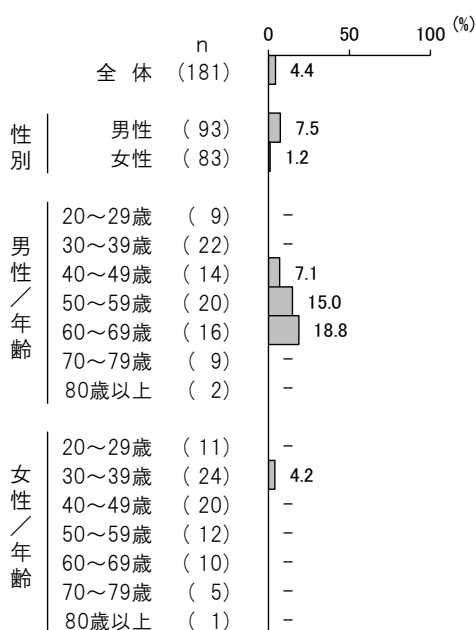 0 50 100 (%)
n
全 体 (181) 4.4
性別
男性 ( 93) 7.5
女性 ( 83) 1.2
男性／年齢
20～29歳 ( 9) −
30～39歳 ( 22) −
40～49歳 ( 14) 7.1
50～59歳 ( 20) 15.0
60～69歳 ( 16) 18.8
70～79歳 ( 9) −
80歳以上 ( 2) −
女性／年齢
20～29歳 ( 11) −
30～39歳 ( 24) 4.2
40～49歳 ( 20) −
50～59歳 ( 12) −
60～69歳 ( 10) −
70～79歳 ( 5) −
80歳以上 ( 1) −